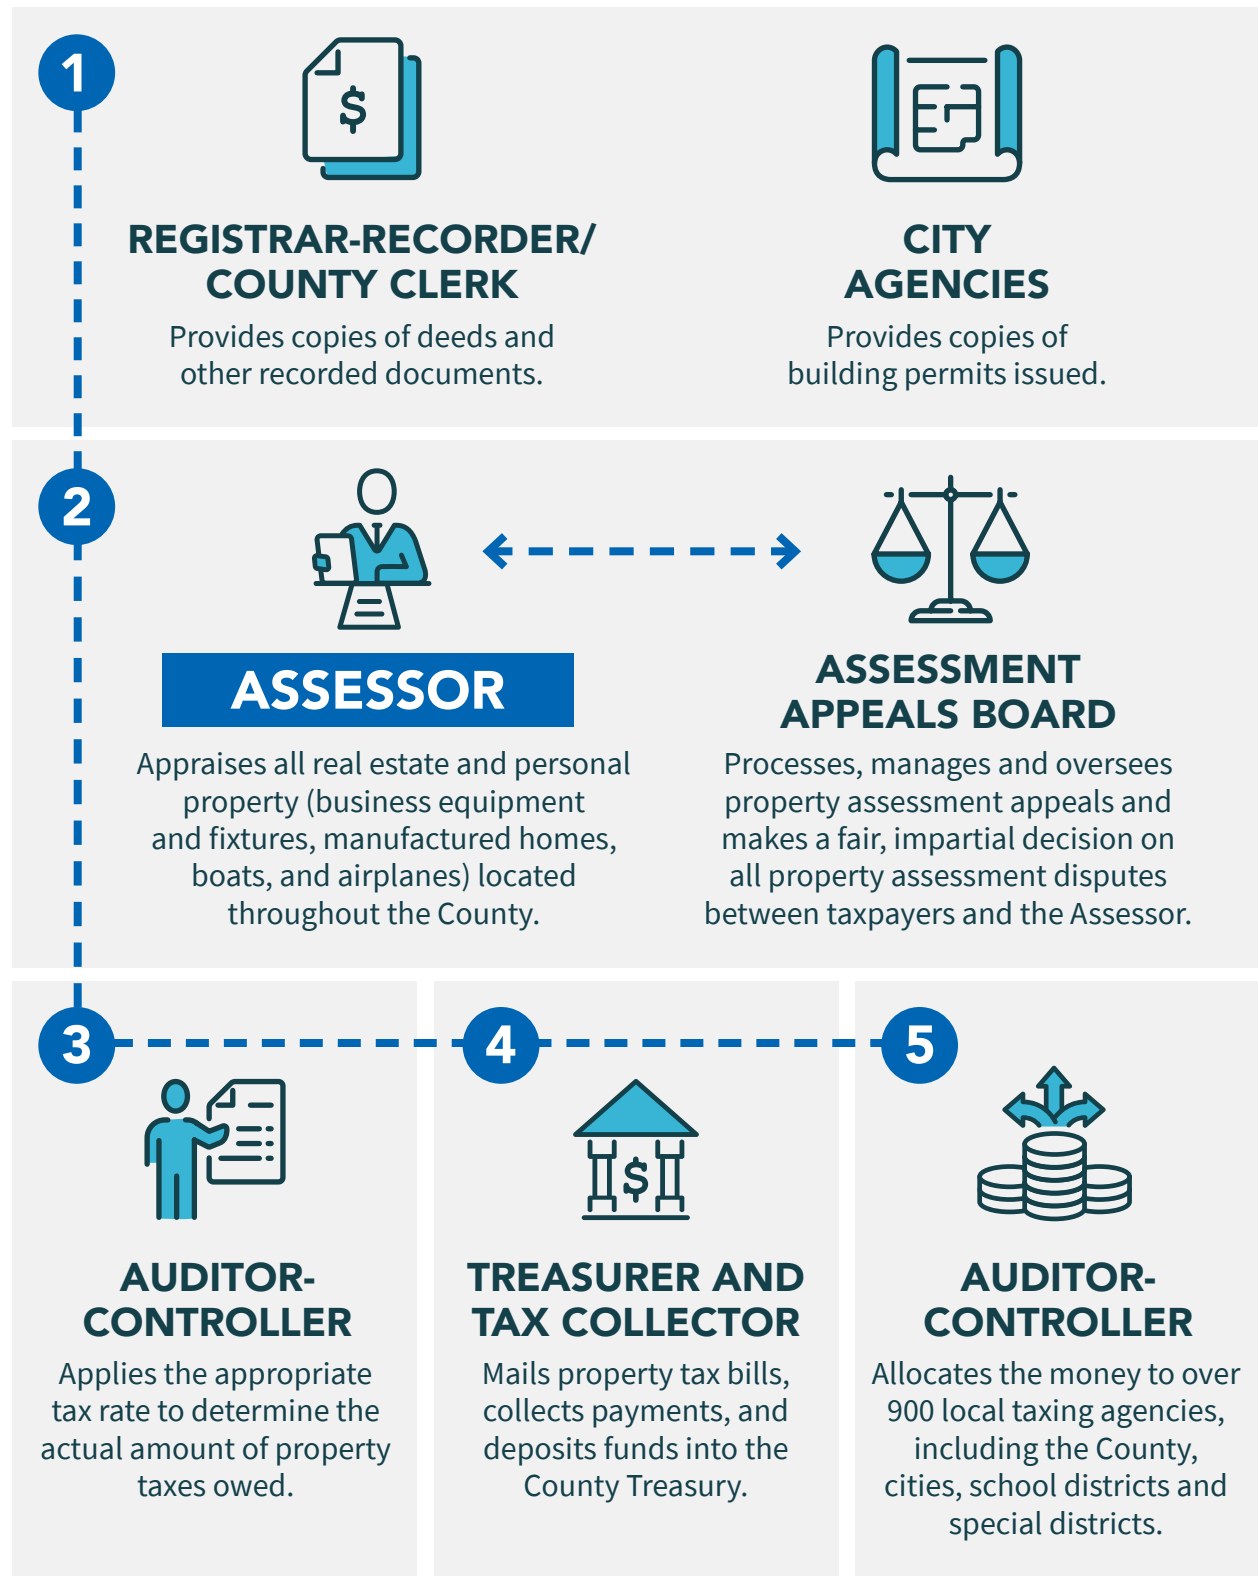 1
REGISTRAR-RECORDER/
COUNTY CLERK
Provides copies of deeds and
other recorded documents.
CITY
AGENCIES
Provides copies of
building permits issued.
2
ASSESSOR
Appraises all real estate and personal
property (business equipment
and fixtures, manufactured homes,
boats, and airplanes) located
throughout the County.
ASSESSMENT
APPEALS BOARD
Processes, manages and oversees
property assessment appeals and
makes a fair, impartial decision on
all property assessment disputes
between taxpayers and the Assessor.
3
AUDITOR-
CONTROLLER
Applies the appropriate
tax rate to determine the
actual amount of property
taxes owed.
4
TREASURER AND
TAX COLLECTOR
Mails property tax bills,
collects payments, and
deposits funds into the
County Treasury.
5
AUDITOR-
CONTROLLER
Allocates the money to over
900 local taxing agencies,
including the County,
cities, school districts and
special districts.